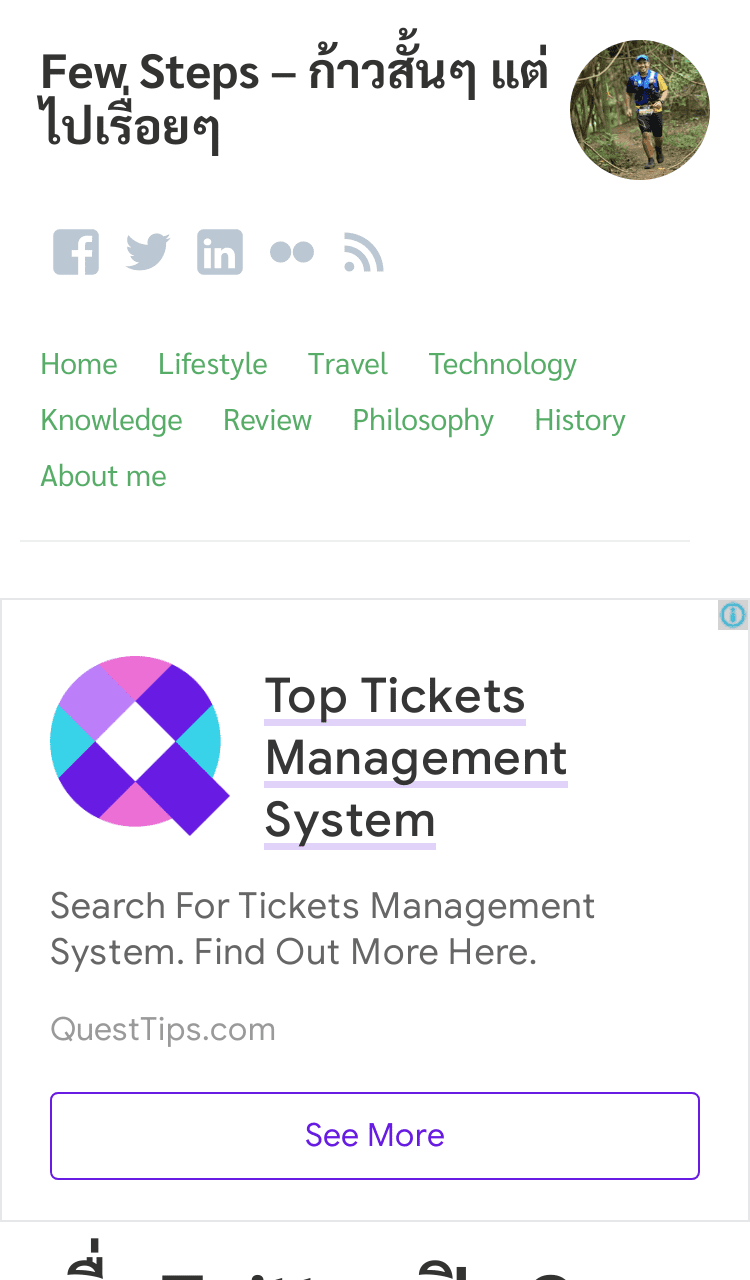 Few Steps – ก้าวสั้นๆ แต่
ไปเรื่อยๆ
Home Lifestyle Travel Technology
Knowledge Review Philosophy History
About me
Top Tickets
Management
System
Search For Tickets Management
System. Find Out More Here.
QuestTips.com
See More